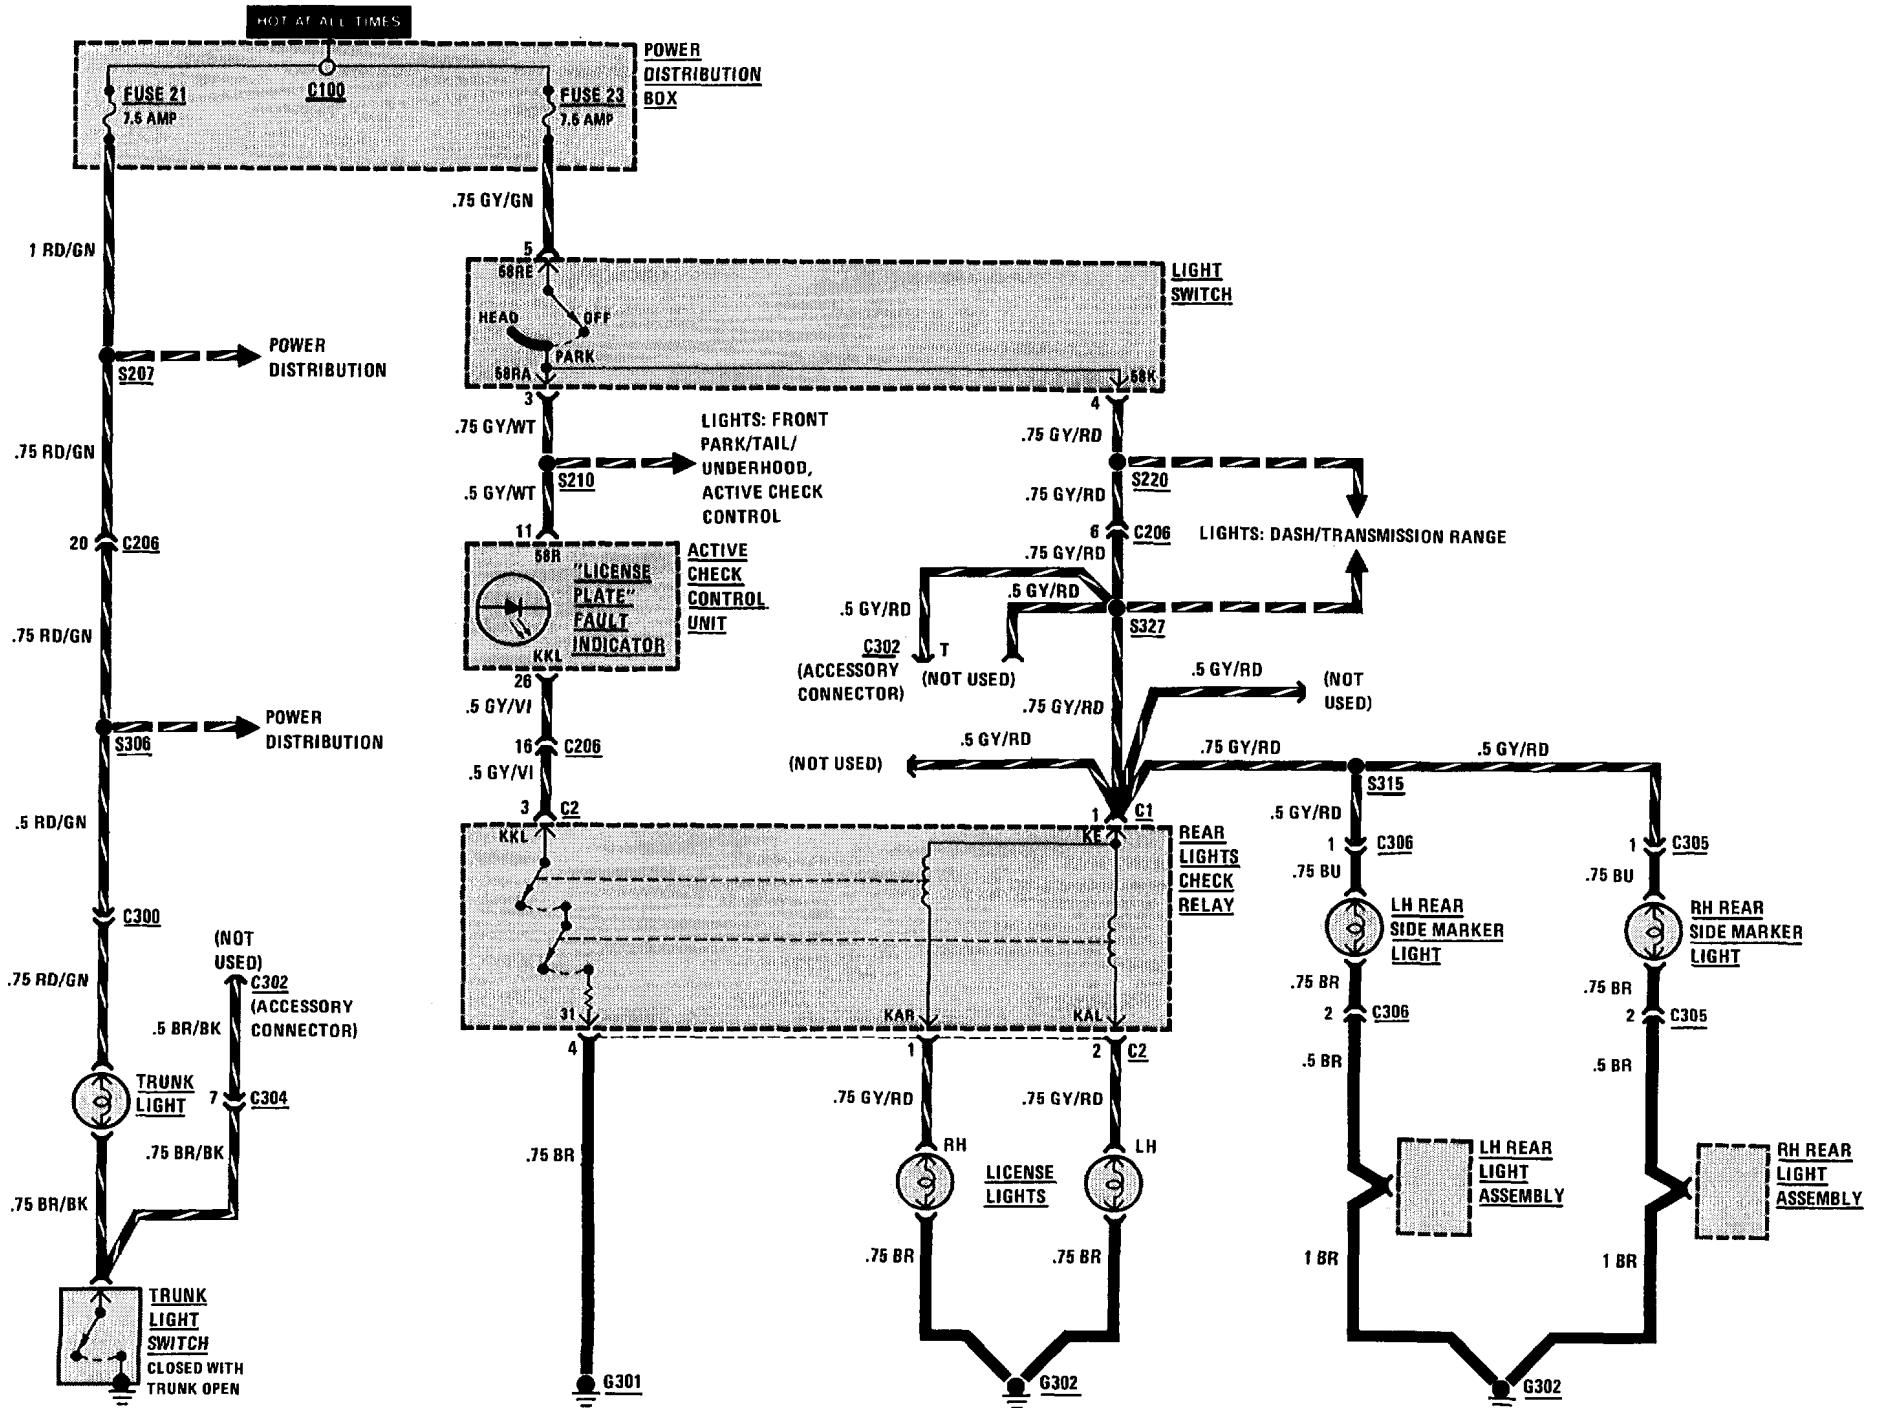 HOT AT ALL TIMES
POWER
DISTRIBUTION
BOX
FUSE 21
7.5 AMP
C100
FUSE 23
7.5 AMP
.75 GY/GN
1 RD/GN
5
58RE
LIGHT
SWITCH
HEAD
OFF
PARK
58RA
58K
S207
POWER
DISTRIBUTION
3
4
.75 GY/WT
LIGHTS: FRONT
PARK/TAIL/
UNDERHOOD,
ACTIVE CHECK
CONTROL
.75 GY/RD
.75 RD/GN
S210
S220
.5 GY/WT
.75 GY/RD
11
20
C206
6
C206
LIGHTS: DASH/TRANSMISSION RANGE
58R
"LICENSE
PLATE"
FAULT
INDICATOR
KKL
ACTIVE
CHECK
CONTROL
UNIT
.75 GY/RD
.5 GY/RD
.5 GY/RD
S327
.75 RD/GN
C302
T
(ACCESSORY
CONNECTOR)
(NOT USED)
26
.5 GY/VI
.75 GY/RD
.5 GY/RD
(NOT
USED)
S306
POWER
DISTRIBUTION
16
C206
.5 GY/VI
(NOT USED)
.5 GY/RD
.75 GY/RD
.5 GY/RD
S315
.5 RD/GN
3
C2
1
C1
.5 GY/RD
KKL
KE
REAR
LIGHTS
CHECK
RELAY
1
C306
1
C305
.75 BU
.75 BU
C300
LH REAR
SIDE MARKER
LIGHT
RH REAR
SIDE MARKER
LIGHT
(NOT
USED)
C302
(ACCESSORY
CONNECTOR)
.75 RD/GN
.75 BR
.75 BR
.5 BR/BK
31
KAR
KAL
2
C306
2
C305
4
1
2
C2
.5 BR
.5 BR
TRUNK
LIGHT
7
C304
.75 GY/RD
.75 GY/RD
.75 BR/BK
.75 BR
RH
LH
LICENSE
LIGHTS
LH REAR
LIGHT
ASSEMBLY
RH REAR
LIGHT
ASSEMBLY
.75 BR/BK
.75 BR
.75 BR
1 BR
1 BR
TRUNK
LIGHT
SWITCH
CLOSED WITH
TRUNK OPEN
G301
G302
G302